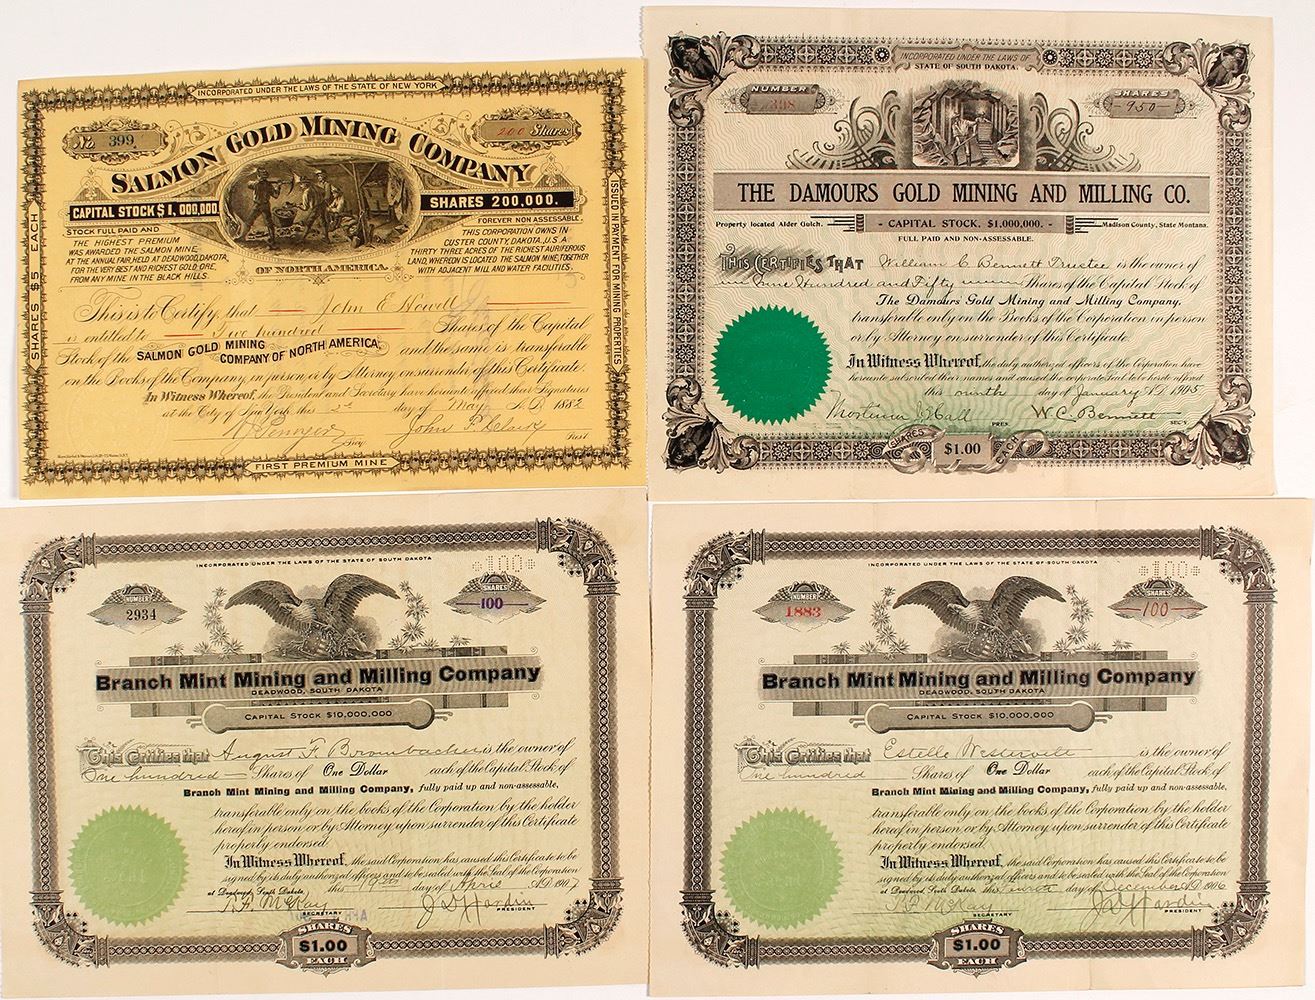 INCORPORATED UNDER THE LAWS OF THE STATE OF NEW YORK
No 399
200 Shares
SALMON GOLD MINING COMPANY
CAPITAL STOCK $1,000,000
SHARES 200,000.
STOCK FULL PAID AND
FOREVER NON ASSESSABLE
THE HIGHEST PREMIUM
WAS AWARDED THE SALMON MINE,
AT THE ANNUAL FAIR, HELD AT DEADWOOD, DAKOTA,
FOR THE VERY BEST AND RICHEST GOLD ORE,
FROM ANY MINE IN THE BLACK HILLS.
THIS CORPORATION OWNS IN
CUSTER COUNTY, DAKOTA, U.S.A
THIRTY THREE ACRES OF THE RICHEST AURIFEROUS
LAND, WHEREON IS LOCATED THE SALMON MINE, TOGETHER
WITH ADJACENT MILL AND WATER FACILITIES.
OF NORTH AMERICA.
SHARES $5 EACH
ISSUED IN PAYMENT FOR MINING PROPERTIES
This is to Certify, that John E Howell
is entitled to Two hundred Shares of the Capital
Stock of the SALMON GOLD MINING COMPANY OF NORTH AMERICA, and the same is transferable
on the Books of the Company, in person, or by Attorney, on surrender of this Certificate.
In Witness Whereof, the President and Secretary have hereunto affixed their Signatures
at the City of New York this 2d day of May A.D. 1882
Secy John F. Clark Prest
FIRST PREMIUM MINE
INCORPORATED UNDER THE LAWS OF
STATE OF SOUTH DAKOTA.
NUMBER
398
SHARES
-950-
THE DAMOURS GOLD MINING AND MILLING CO.
Property located Alder Gulch.
- CAPITAL STOCK, $1,000,000. -
Madison County, State Montana.
FULL PAID AND NON-ASSESSABLE.
THIS CERTIFIES THAT William C Bennett Trustee is the owner of
Nine Hundred and Fifty Shares of the Capital Stock of
The Damours Gold Mining and Milling Company,
transferable only on the Books of the Corporation in person
or by Attorney on surrender of this Certificate.
In Witness Whereof, the duly authorized officers of the Corporation have
hereunto subscribed their names and caused the corporate Seal to be hereto affixed
this ninth day of January A.D. 1905
Mortimer Hall PRES. W.C. Bennett SEC'Y.
SHARES $1.00 EACH
INCORPORATED UNDER THE LAWS OF THE STATE OF SOUTH DAKOTA
100
NUMBER
2934
SHARES
-100-
Branch Mint Mining and Milling Company
DEADWOOD, SOUTH DAKOTA
CAPITAL STOCK $10,000,000
This Certifies that August F. Brombacher is the owner of
One hundred Shares of One Dollar each of the Capital Stock of
Branch Mint Mining and Milling Company, fully paid up and non-assessable,
transferable only on the books of the Corporation by the holder
hereof in person or by Attorney upon surrender of this Certificate
properly endorsed.
In Witness Whereof, the said Corporation has caused this Certificate to be
signed by its duly authorized officers and to be sealed with the Seal of the Corporation
at Deadwood, South Dakota, this 19th day of April A.D. 1907
R.F. McKay SECRETARY J D Hardin PRESIDENT
SHARES
$1.00
EACH
INCORPORATED UNDER THE LAWS OF THE STATE OF SOUTH DAKOTA
100
NUMBER
1883
SHARES
-100-
Branch Mint Mining and Milling Company
DEADWOOD, SOUTH DAKOTA
CAPITAL STOCK $10,000,000
This Certifies that Estelle Westervelt is the owner of
One hundred Shares of One Dollar each of the Capital Stock of
Branch Mint Mining and Milling Company, fully paid up and non-assessable,
transferable only on the books of the Corporation by the holder
hereof in person or by Attorney upon surrender of this Certificate
properly endorsed.
In Witness Whereof, the said Corporation has caused this Certificate to be
signed by its duly authorized officers and to be sealed with the Seal of the Corporation
at Deadwood, South Dakota, this day of December A.D. 1906
R.F. McKay SECRETARY J D Hardin PRESIDENT
SHARES
$1.00
EACH